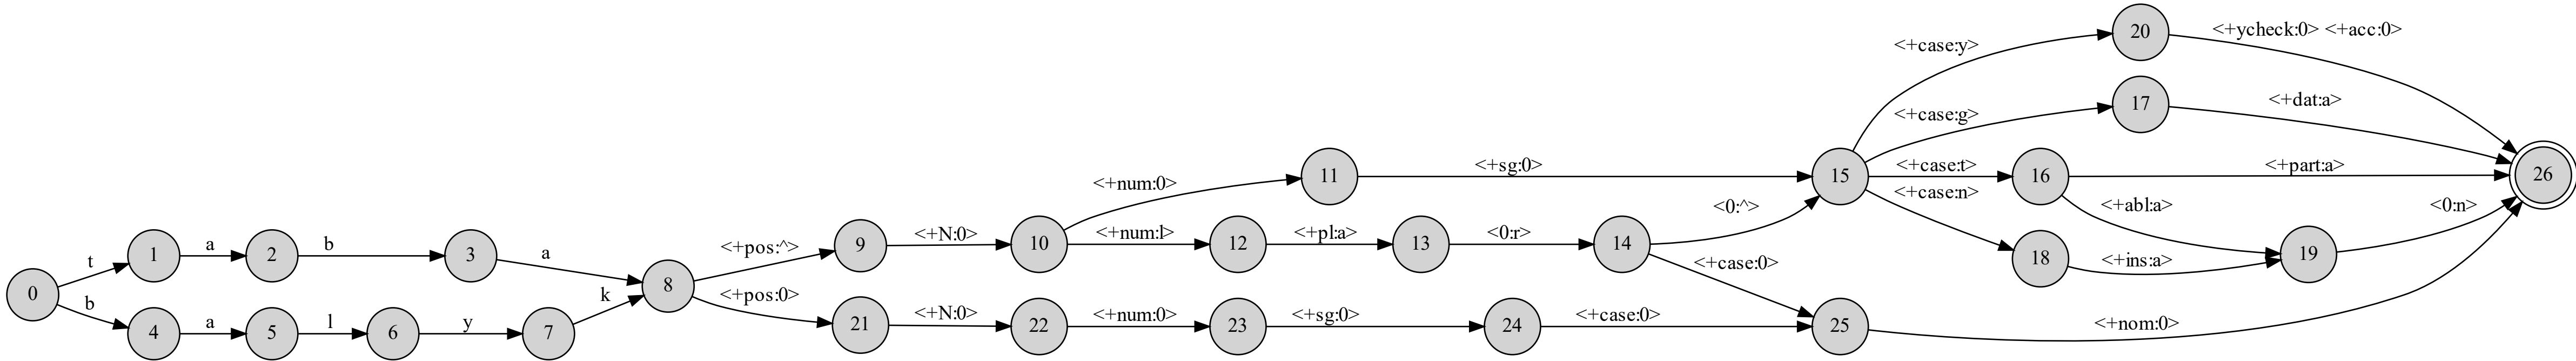 20
<+ycheck:0> <+acc:0>
<+case:y>
17
<+dat:a>
<+case:g>
11
<+sg:0>
15
<+case:t>
16
<+part:a>
26
<+num:0>
<+case:n>
<0:^>
<+abl:a>
<0:n>
1
a
2
b
3
a
<+pos:^>
9
<+N:0>
10
<+num:l>
12
<+pl:a>
13
<0:r>
14
18
<+ins:a>
19
t
<+case:0>
0
8
b
k
<+pos:0>
4
a
5
l
6
y
7
21
<+N:0>
22
<+num:0>
23
<+sg:0>
24
<+case:0>
25
<+nom:0>